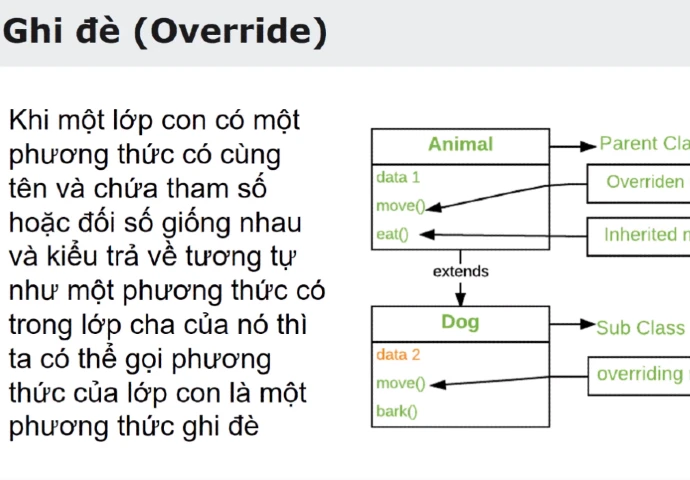 Ghi đè (Override)
Khi một lớp con có một
phương thức có cùng
tên và chứa tham số
hoặc đối số giống nhau
và kiểu trả về tương tự
như một phương thức có
trong lớp cha của nó thì
ta có thể gọi phương
thức của lớp con là một
phương thức ghi đè
Animal
data 1
move()
eat()
Parent Cla
Overriden
Inherited
extends
Dog
data 2
move()
bark()
Sub Class
overriding